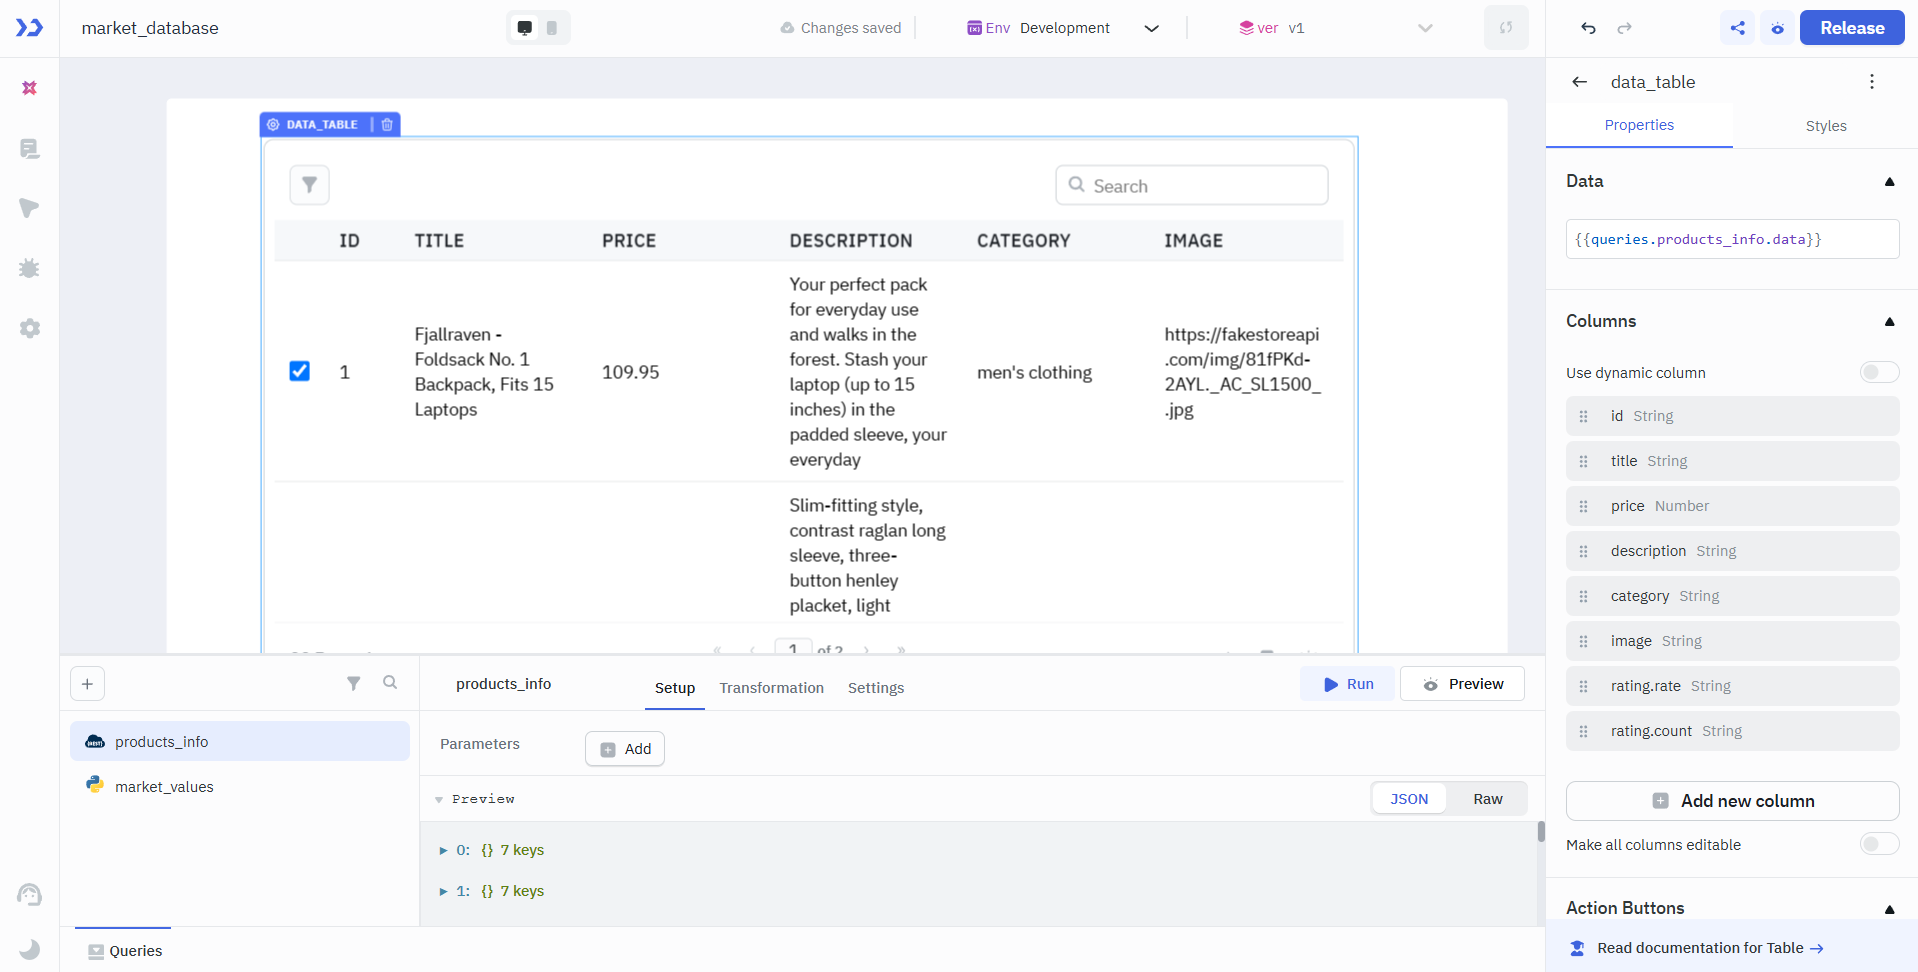 market_database
Changes saved
Env Development
ver v1
Release
DATA_TABLE
Search
ID TITLE PRICE DESCRIPTION CATEGORY IMAGE
1
Fjallraven -
Foldsack No. 1
Backpack, Fits 15
Laptops
109.95
Your perfect pack
for everyday use
and walks in the
forest. Stash your
laptop (up to 15
inches) in the
padded sleeve, your
everyday
men's clothing
https://fakestoreapi
.com/img/81fPKd-
2AYL._AC_SL1500_
.jpg
Slim-fitting style,
contrast raglan long
sleeve, three-
button henley
placket, light
1 of 2
products_info
market_values
Queries
products_info
Setup Transformation Settings
Run
Preview
Parameters
Add
Preview
JSON Raw
0: {} 7 keys
1: {} 7 keys
data_table
Properties Styles
Data
{{queries.products_info.data}}
Columns
Use dynamic column
id String
title String
price Number
description String
category String
image String
rating.rate String
rating.count String
Add new column
Make all columns editable
Action Buttons
Read documentation for Table